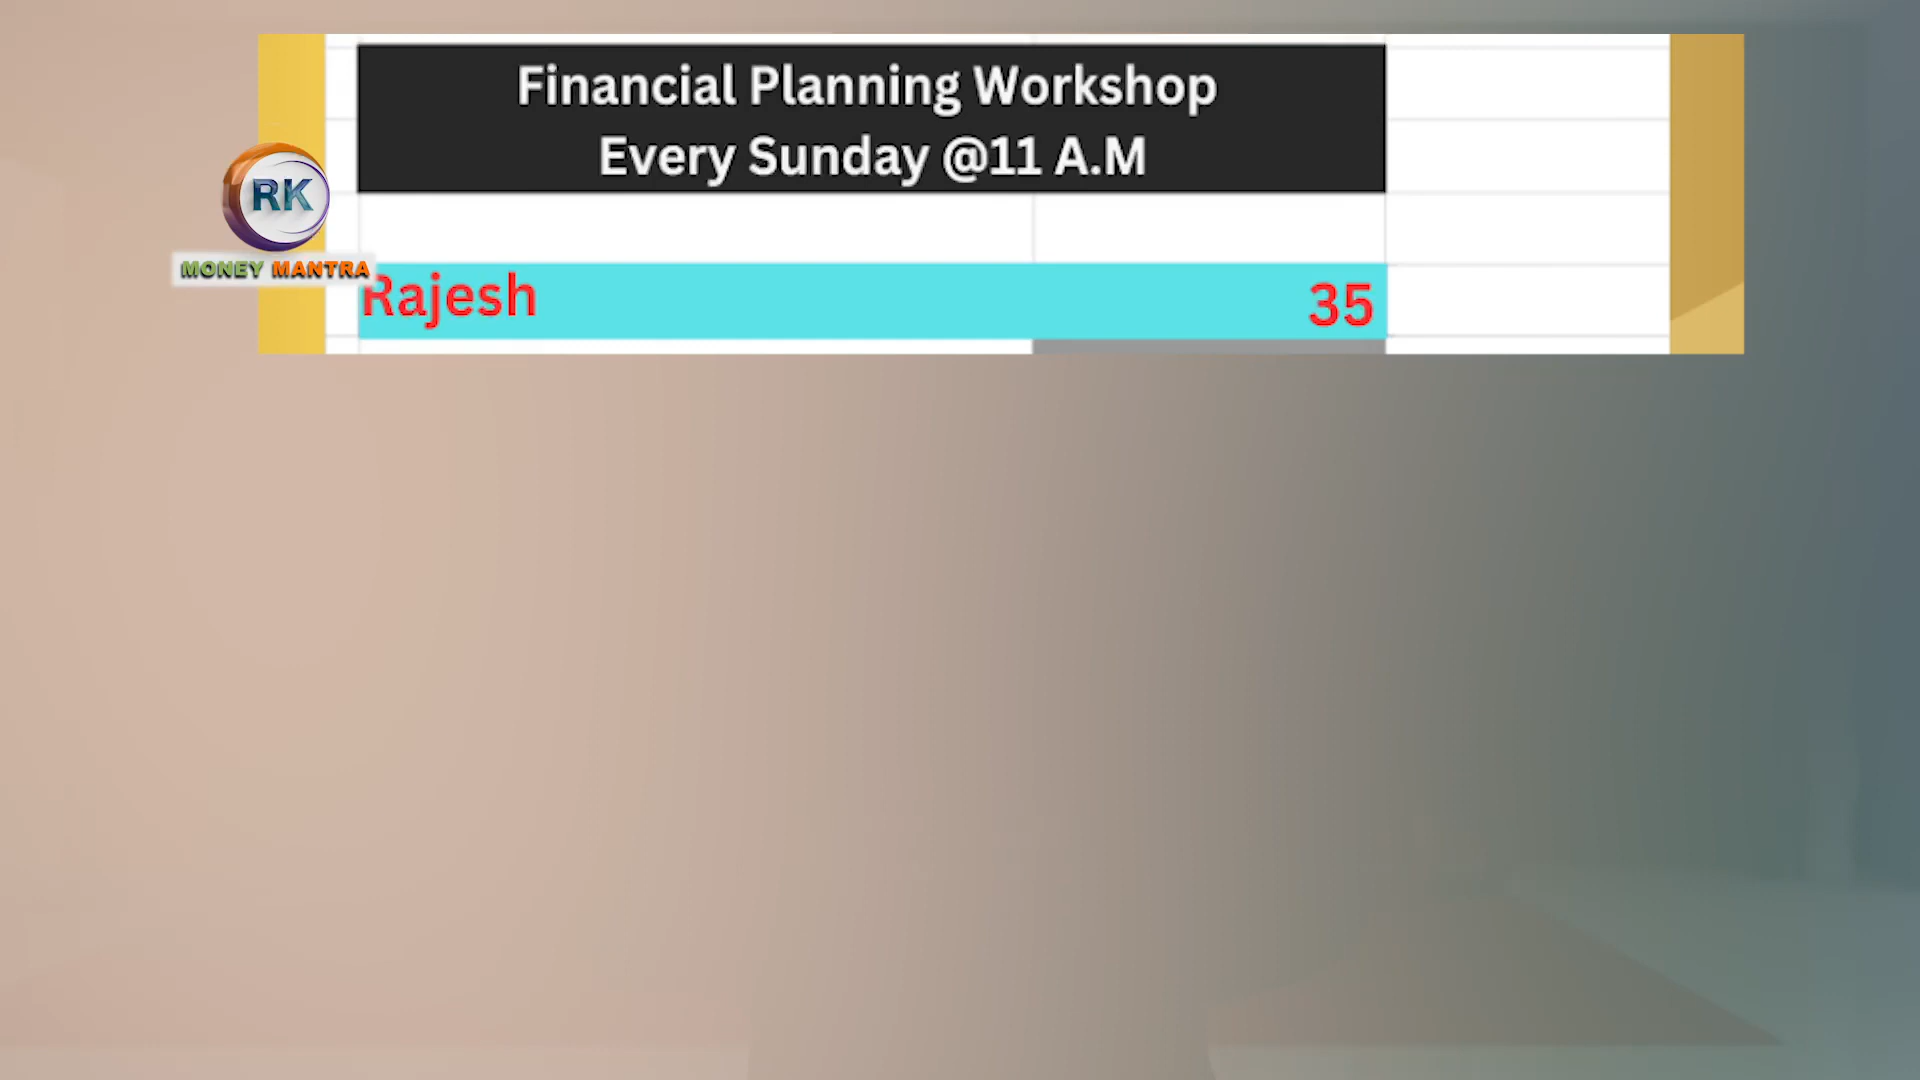 Financial Planning Workshop
Every Sunday @11 A.M
RK
MONEY MANTRA
Rajesh 35